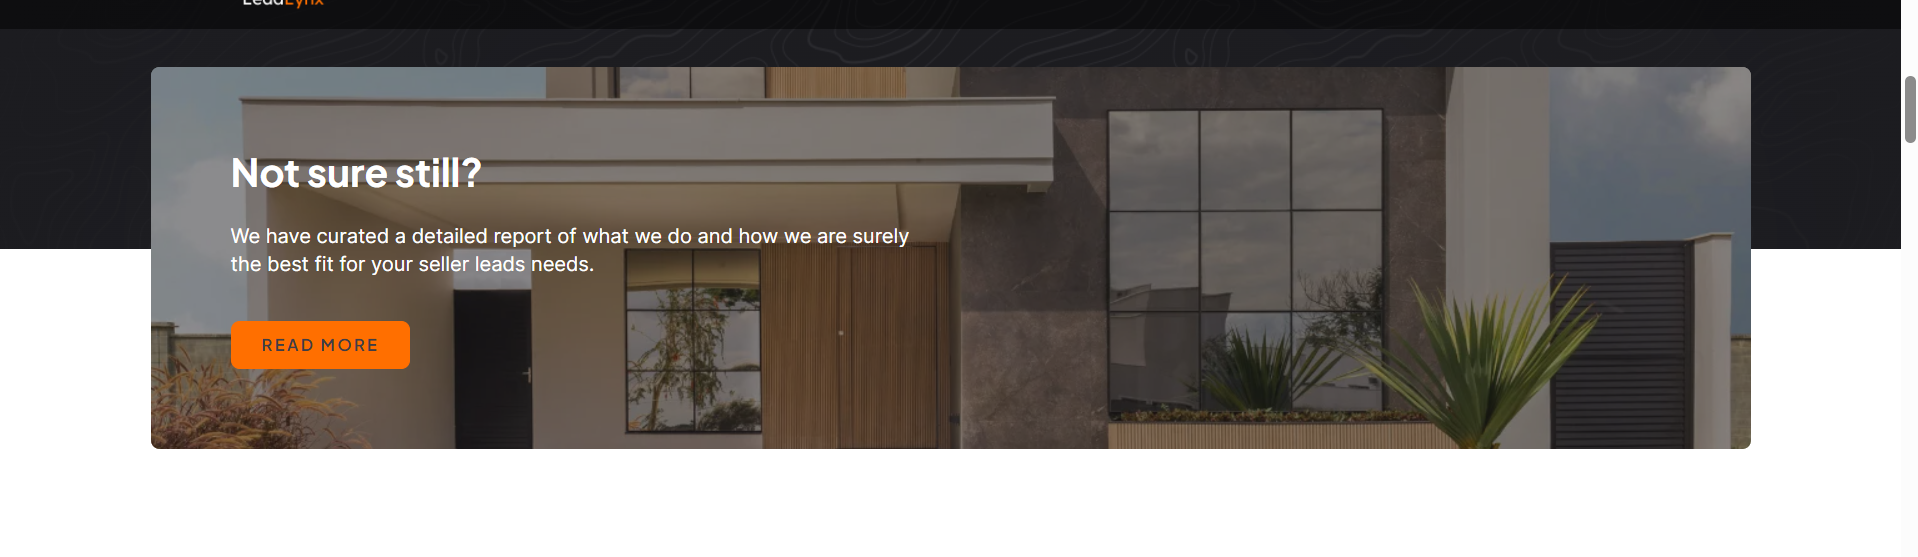 LeadLynx
Not sure still?
We have curated a detailed report of what we do and how we are surely
the best fit for your seller leads needs.
READ MORE